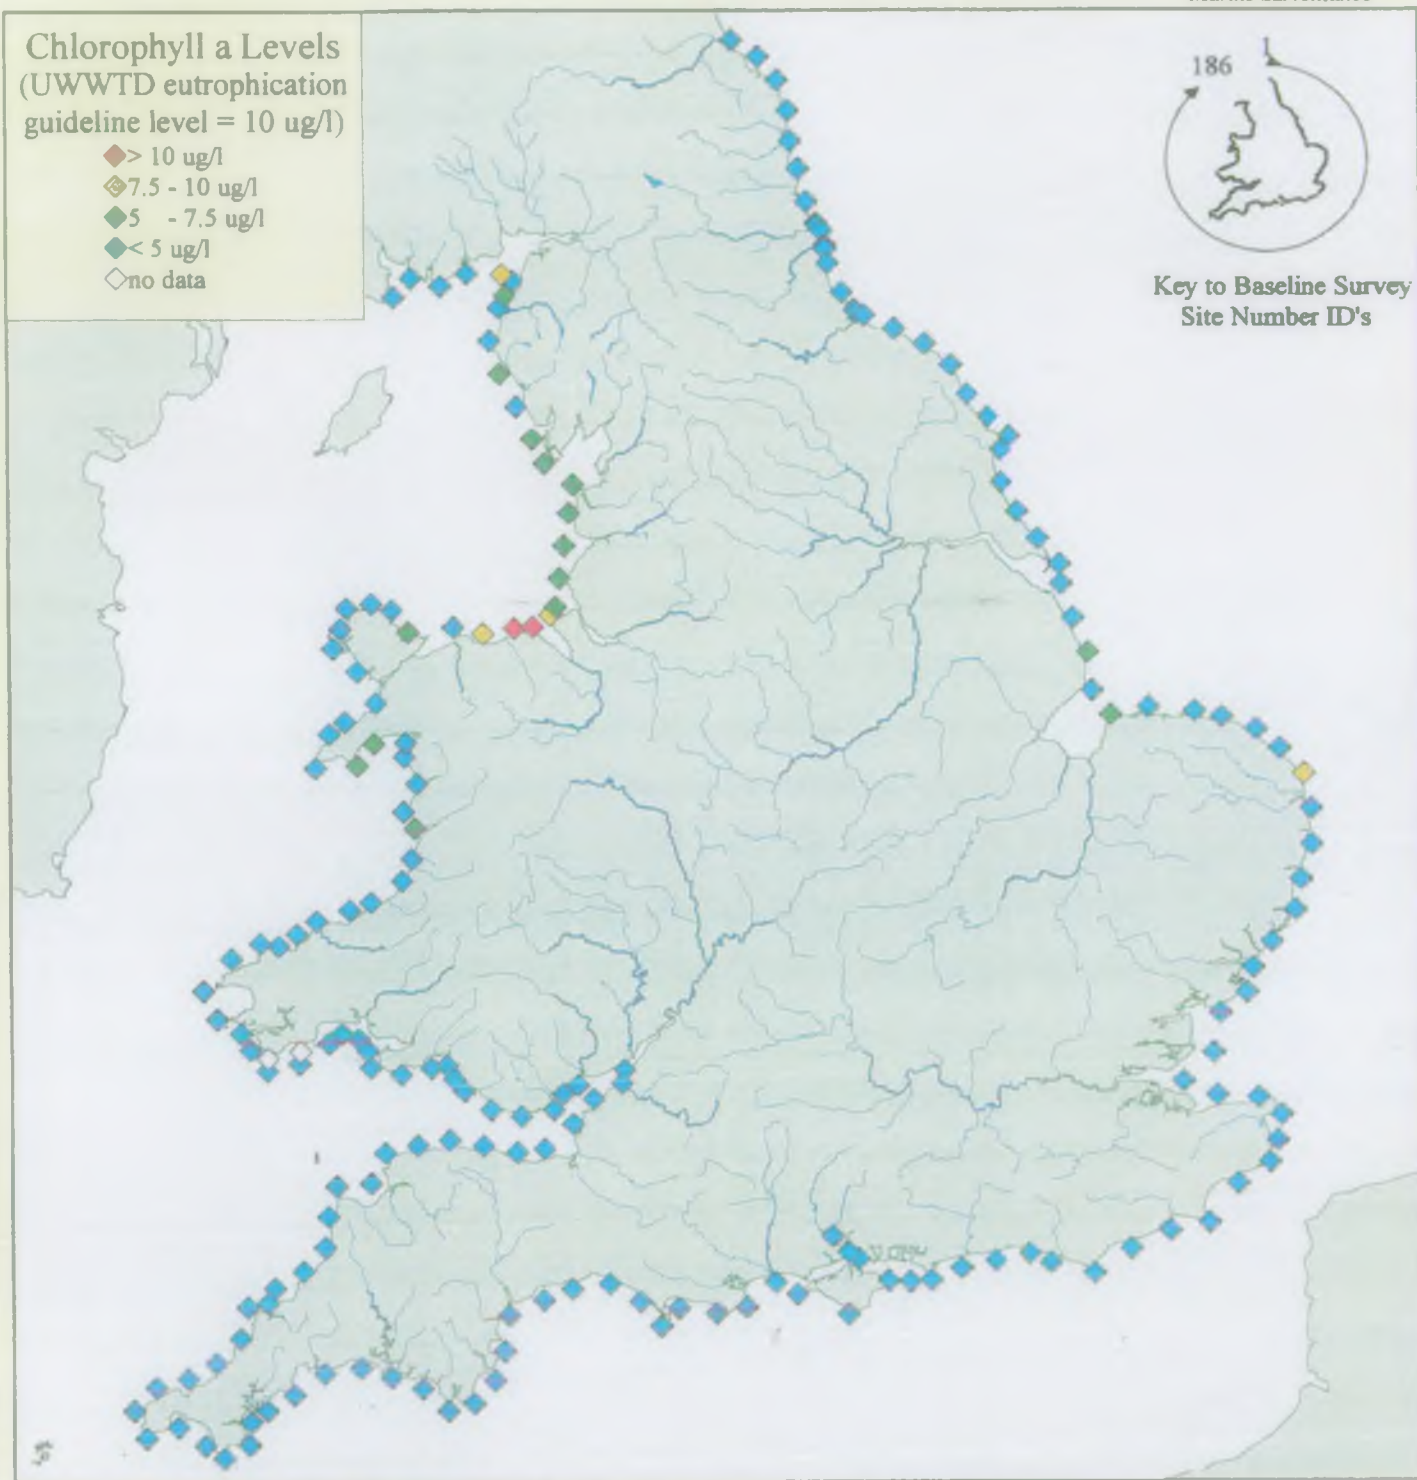 Chlorophyll a Levels
(UWWTD eutrophication
guideline level = 10 ug/l)
> 10 ug/l
7.5 - 10 ug/l
5 - 7.5 ug/l
< 5 ug/l
no data
1
186
Key to Baseline Survey
Site Number ID's